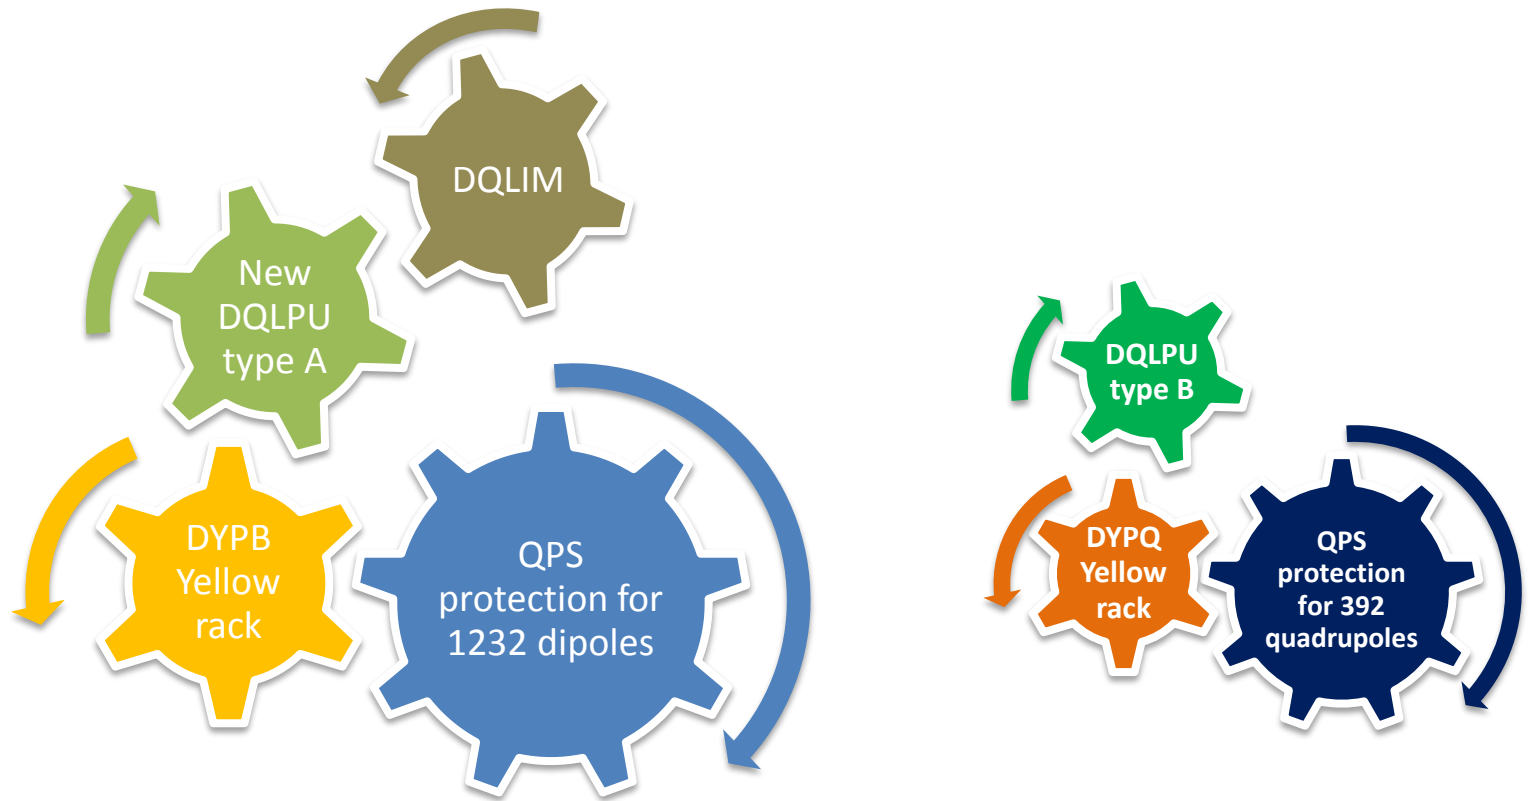 DQLIM
New
DQLPU
type A
DYPB
Yellow
rack
QPS
protection for
1232 dipoles
DQLPU
type B
DYPQ
Yellow
rack
QPS
protection
for 392
quadrupoles